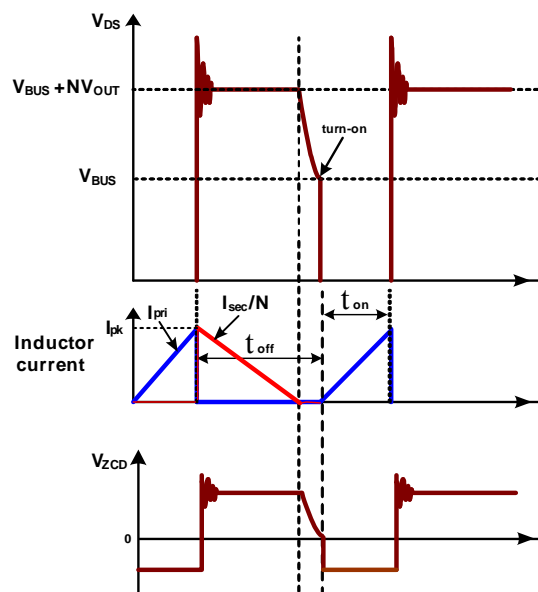 VDS
VBUS +NVOUT
turn-on
VBUS
Isec/N
ton
Ipri
Ipk
Inductor
current
toff
VZCD
0